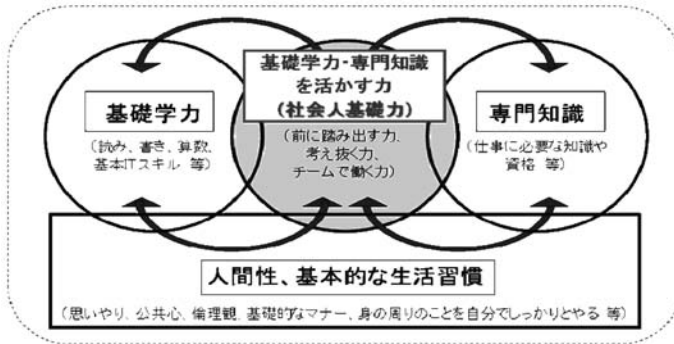 基礎学力・専門知識
を活かす力
(社会人基礎力)
(前に踏み出す力、
考え抜く力、
チームで働く力)
基礎学力
(読み、書き、算数、
基本ITスキル 等)
専門知識
(仕事に必要な知識や
資格 等)
人間性、基本的な生活習慣
(思いやり、公共心、倫理観、基礎的なマナー、身の周りのことを自分でしっかりとやる 等)